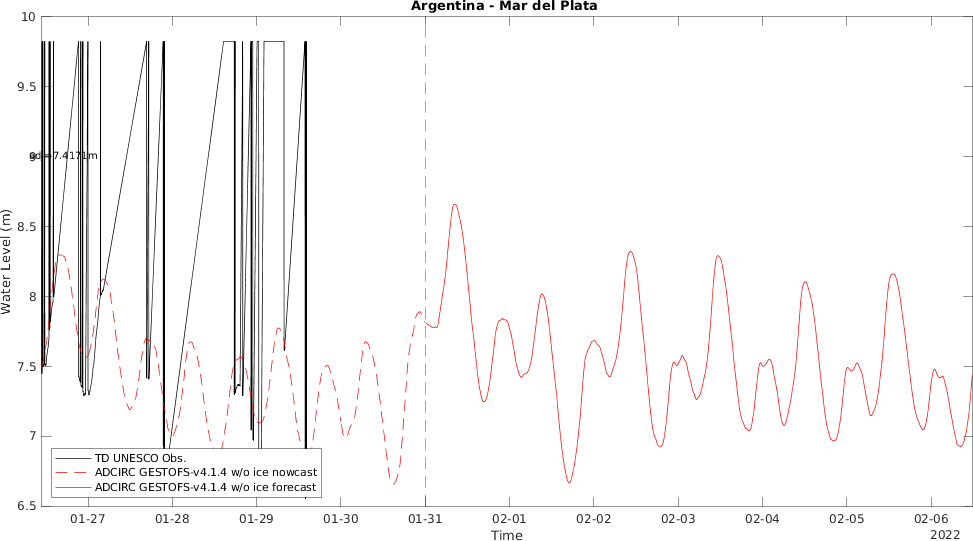 Argentina - Mar del Plata
Water Level (m)
10
9.5
9
8.5
8
7.5
7
6.5
=7.4171m
TD UNESCO Obs.
ADCIRC GESTOFS-v4.1.4 w/o ice nowcast
ADCIRC GESTOFS-v4.1.4 w/o ice forecast
01-27
01-28
01-29
01-30
01-31
02-01
02-02
02-03
02-04
02-05
02-06
Time
2022